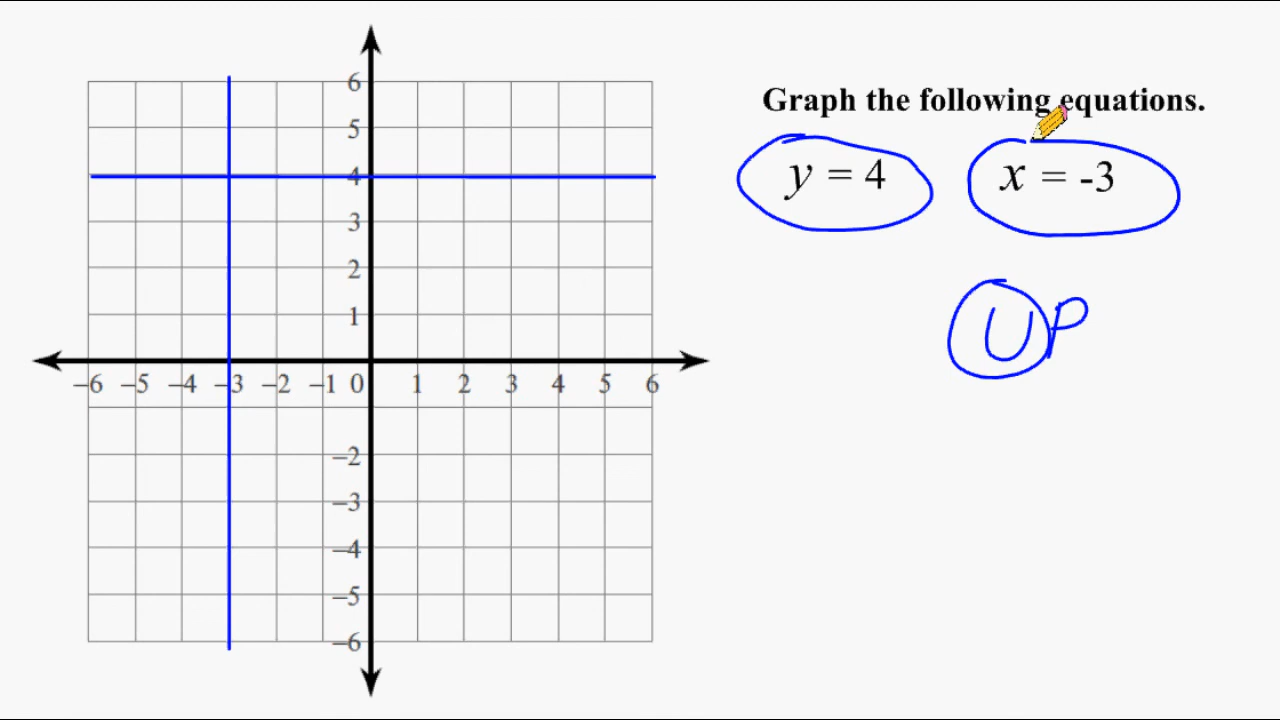 Graph the following equations.
y = 4 x = -3
UP
6
5
4
3
2
1
−6 −5 −4 −3 −2 −1 0 1 2 3 4 5 6
−2
−3
−4
−5
−6